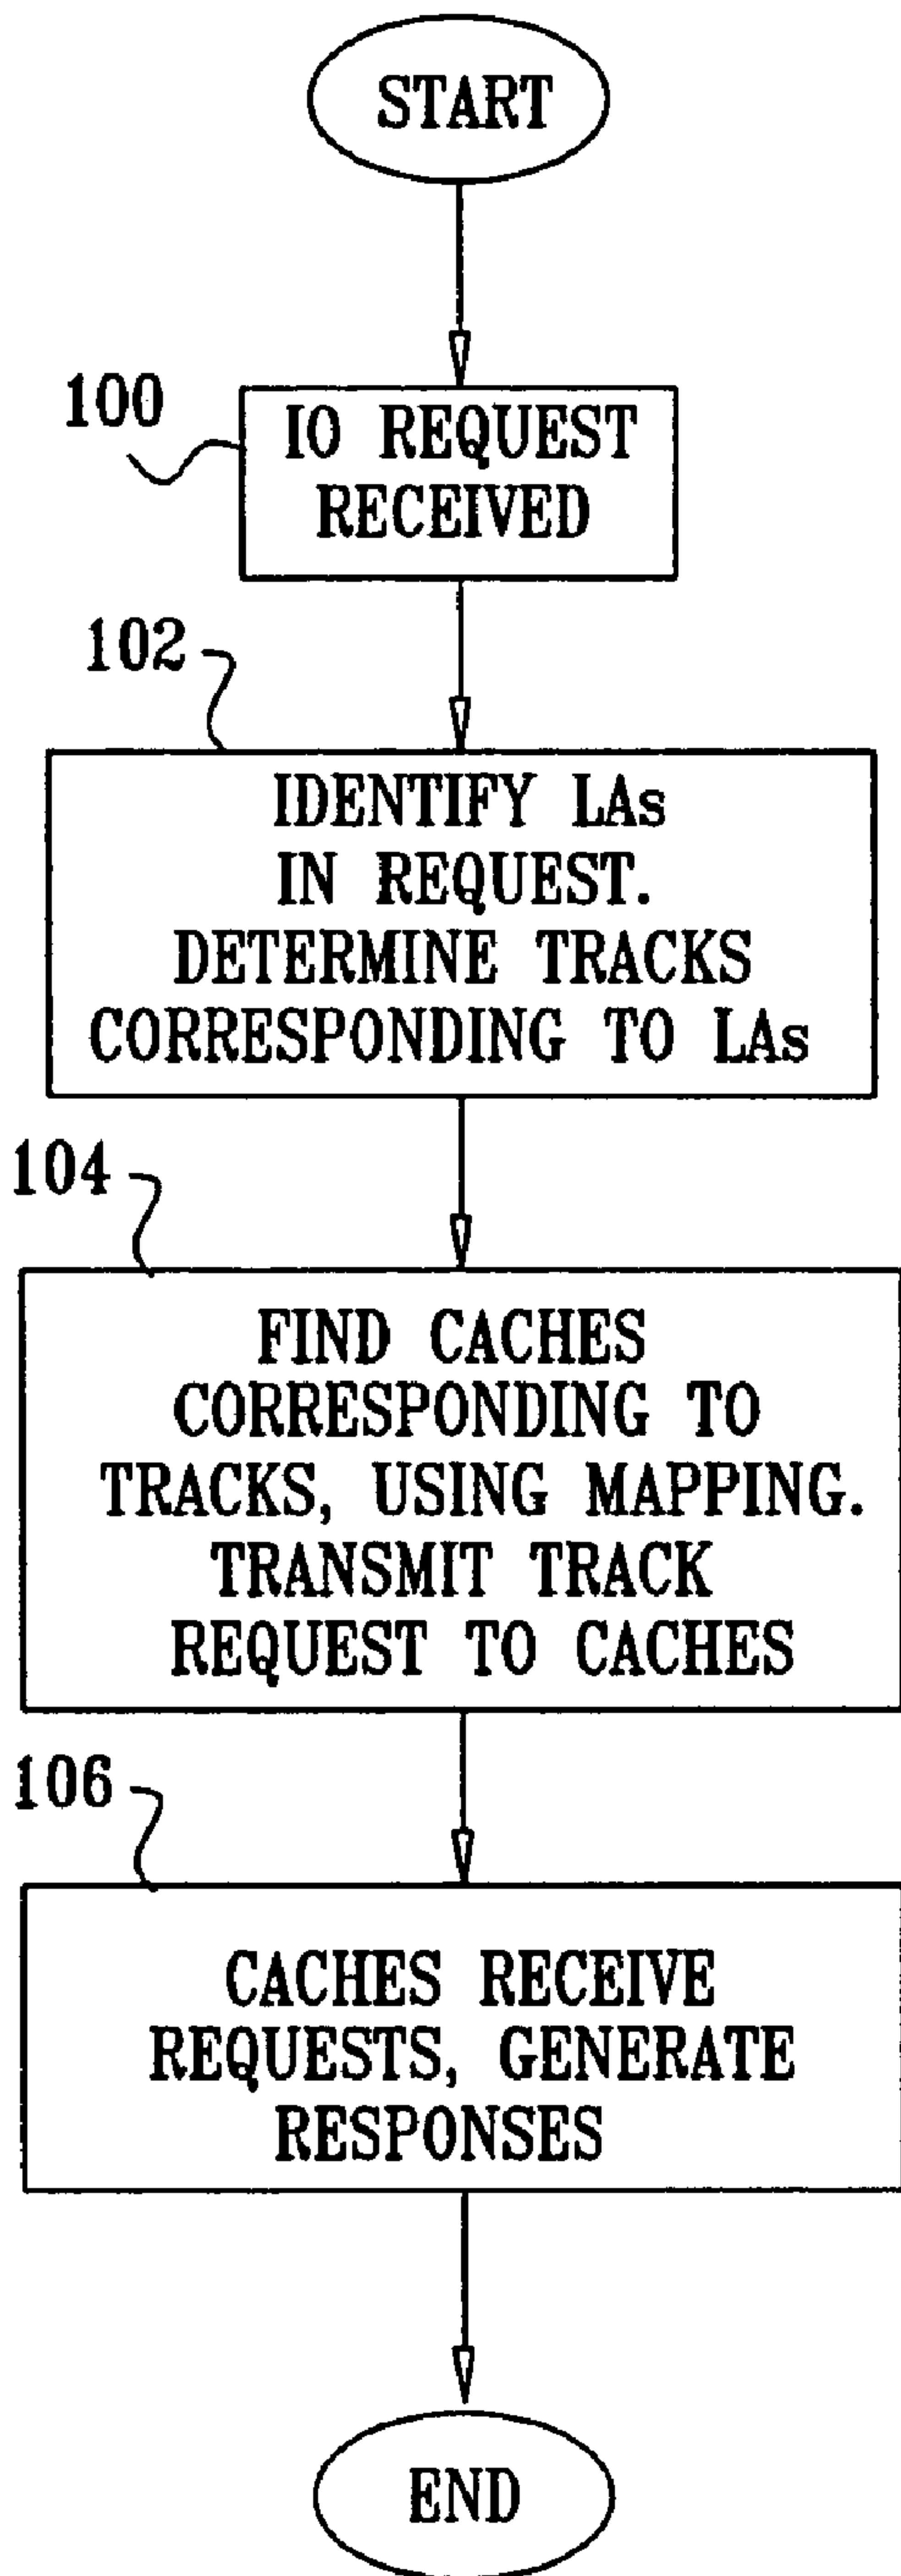 START
100
IO REQUEST
RECEIVED
102
IDENTIFY LAs
IN REQUEST.
DETERMINE TRACKS
CORRESPONDING TO LAs
104
FIND CACHES
CORRESPONDING TO
TRACKS, USING MAPPING.
TRANSMIT TRACK
REQUEST TO CACHES
106
CACHES RECEIVE
REQUESTS, GENERATE
RESPONSES
END